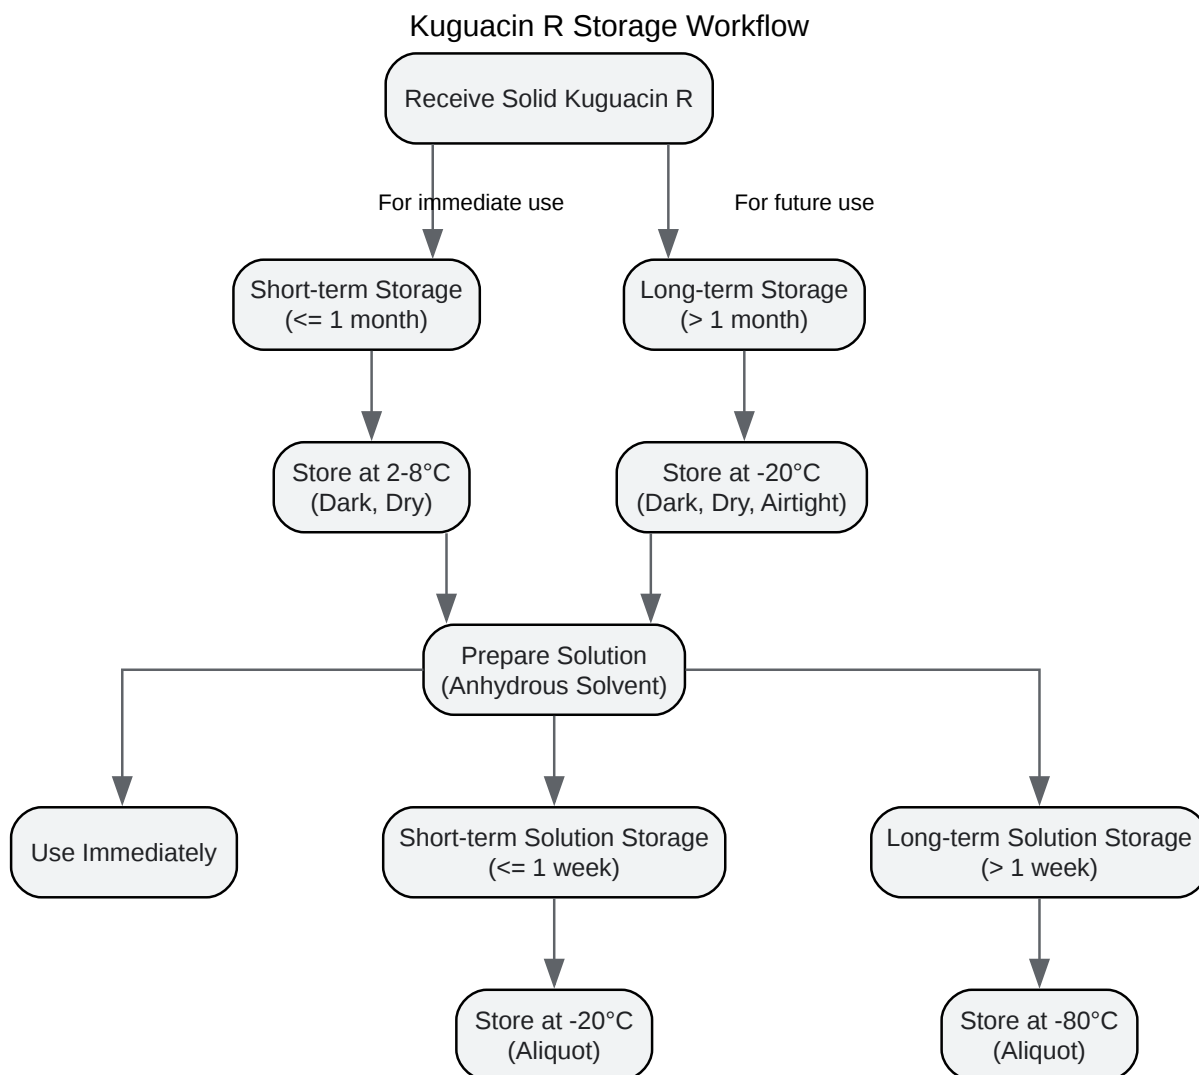 Kuguacin R Storage Workflow
Receive Solid Kuguacin R
For immediate use
For future use
Short-term Storage
(<= 1 month)
Long-term Storage
(> 1 month)
Store at 2-8°C
(Dark, Dry)
Store at -20°C
(Dark, Dry, Airtight)
Prepare Solution
(Anhydrous Solvent)
Use Immediately
Short-term Solution Storage
(<= 1 week)
Long-term Solution Storage
(> 1 week)
Store at -20°C
(Aliquot)
Store at -80°C
(Aliquot)